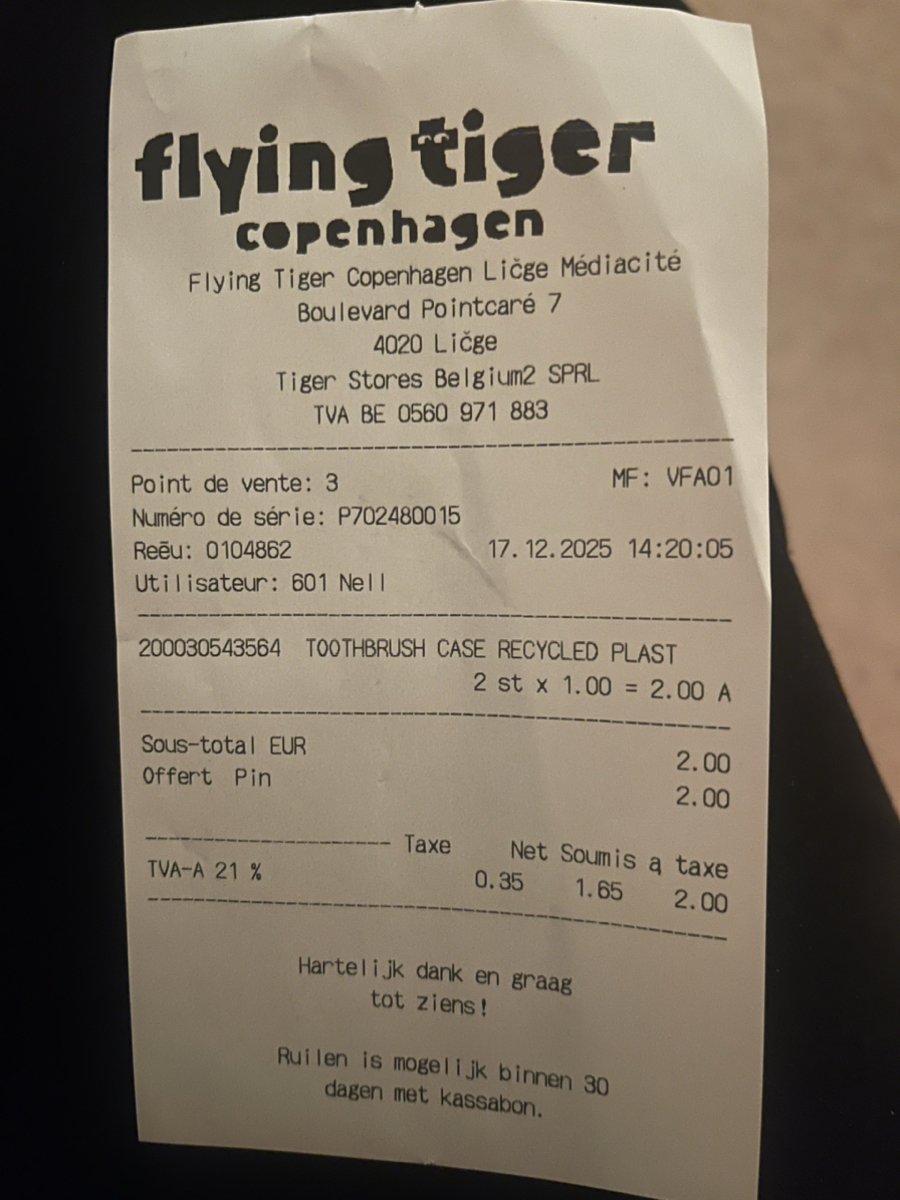 flying tiger
copenhagen
Flying Tiger Copenhagen Ličge Médiacité
Boulevard Pointcaré 7
4020 Ličge
Tiger Stores Belgium2 SPRL
TVA BE 0560 971 883
Point de vente: 3 MF: VFA01
Numéro de série: P702480015
Reēu: 0104862 17.12.2025 14:20:05
Utilisateur: 601 Nell
200030543564 TOOTHBRUSH CASE RECYCLED PLAST
2 st x 1.00 = 2.00 A
Sous-total EUR 2.00
Offert Pin 2.00
Taxe Net Soumis ą taxe
TVA-A 21 % 0.35 1.65 2.00
Hartelijk dank en graag
tot ziens!
Ruilen is mogelijk binnen 30
dagen met kassabon.